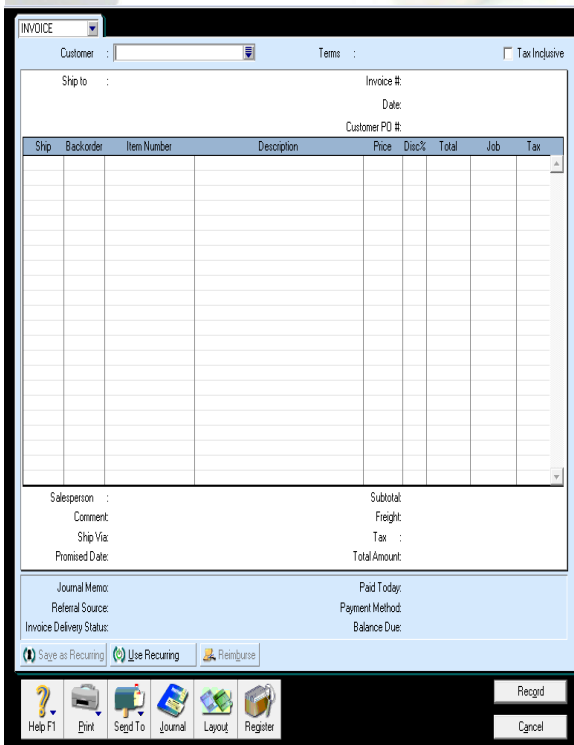 INVOICE
Customer : Terms : Tax Inclusive
Ship to : Invoice #:
Date:
Customer PO #:
Ship Backorder Item Number Description Price Disc% Total Job Tax
Salesperson : Subtotal:
Comment: Freight:
Ship Via: Tax :
Promised Date: Total Amount:
Journal Memo: Paid Today:
Referral Source: Payment Method:
Invoice Delivery Status: Balance Due:
Save as Recurring Use Recurring Reimburse
Record
Help F1 Print Send To Journal Layout Register
Cancel